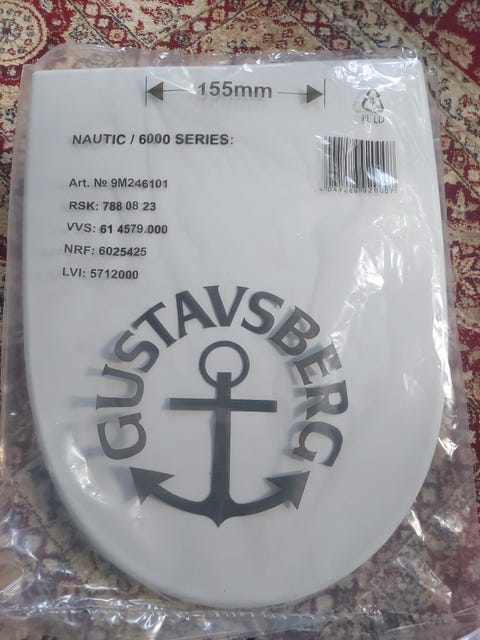 155mm
PE-LD
NAUTIC / 6000 SERIES:
Art. № 9M246101
RSK: 788 08 23
VVS: 61 4579.000
NRF: 6025425
LVI: 5712000
GUSTAVSBERG